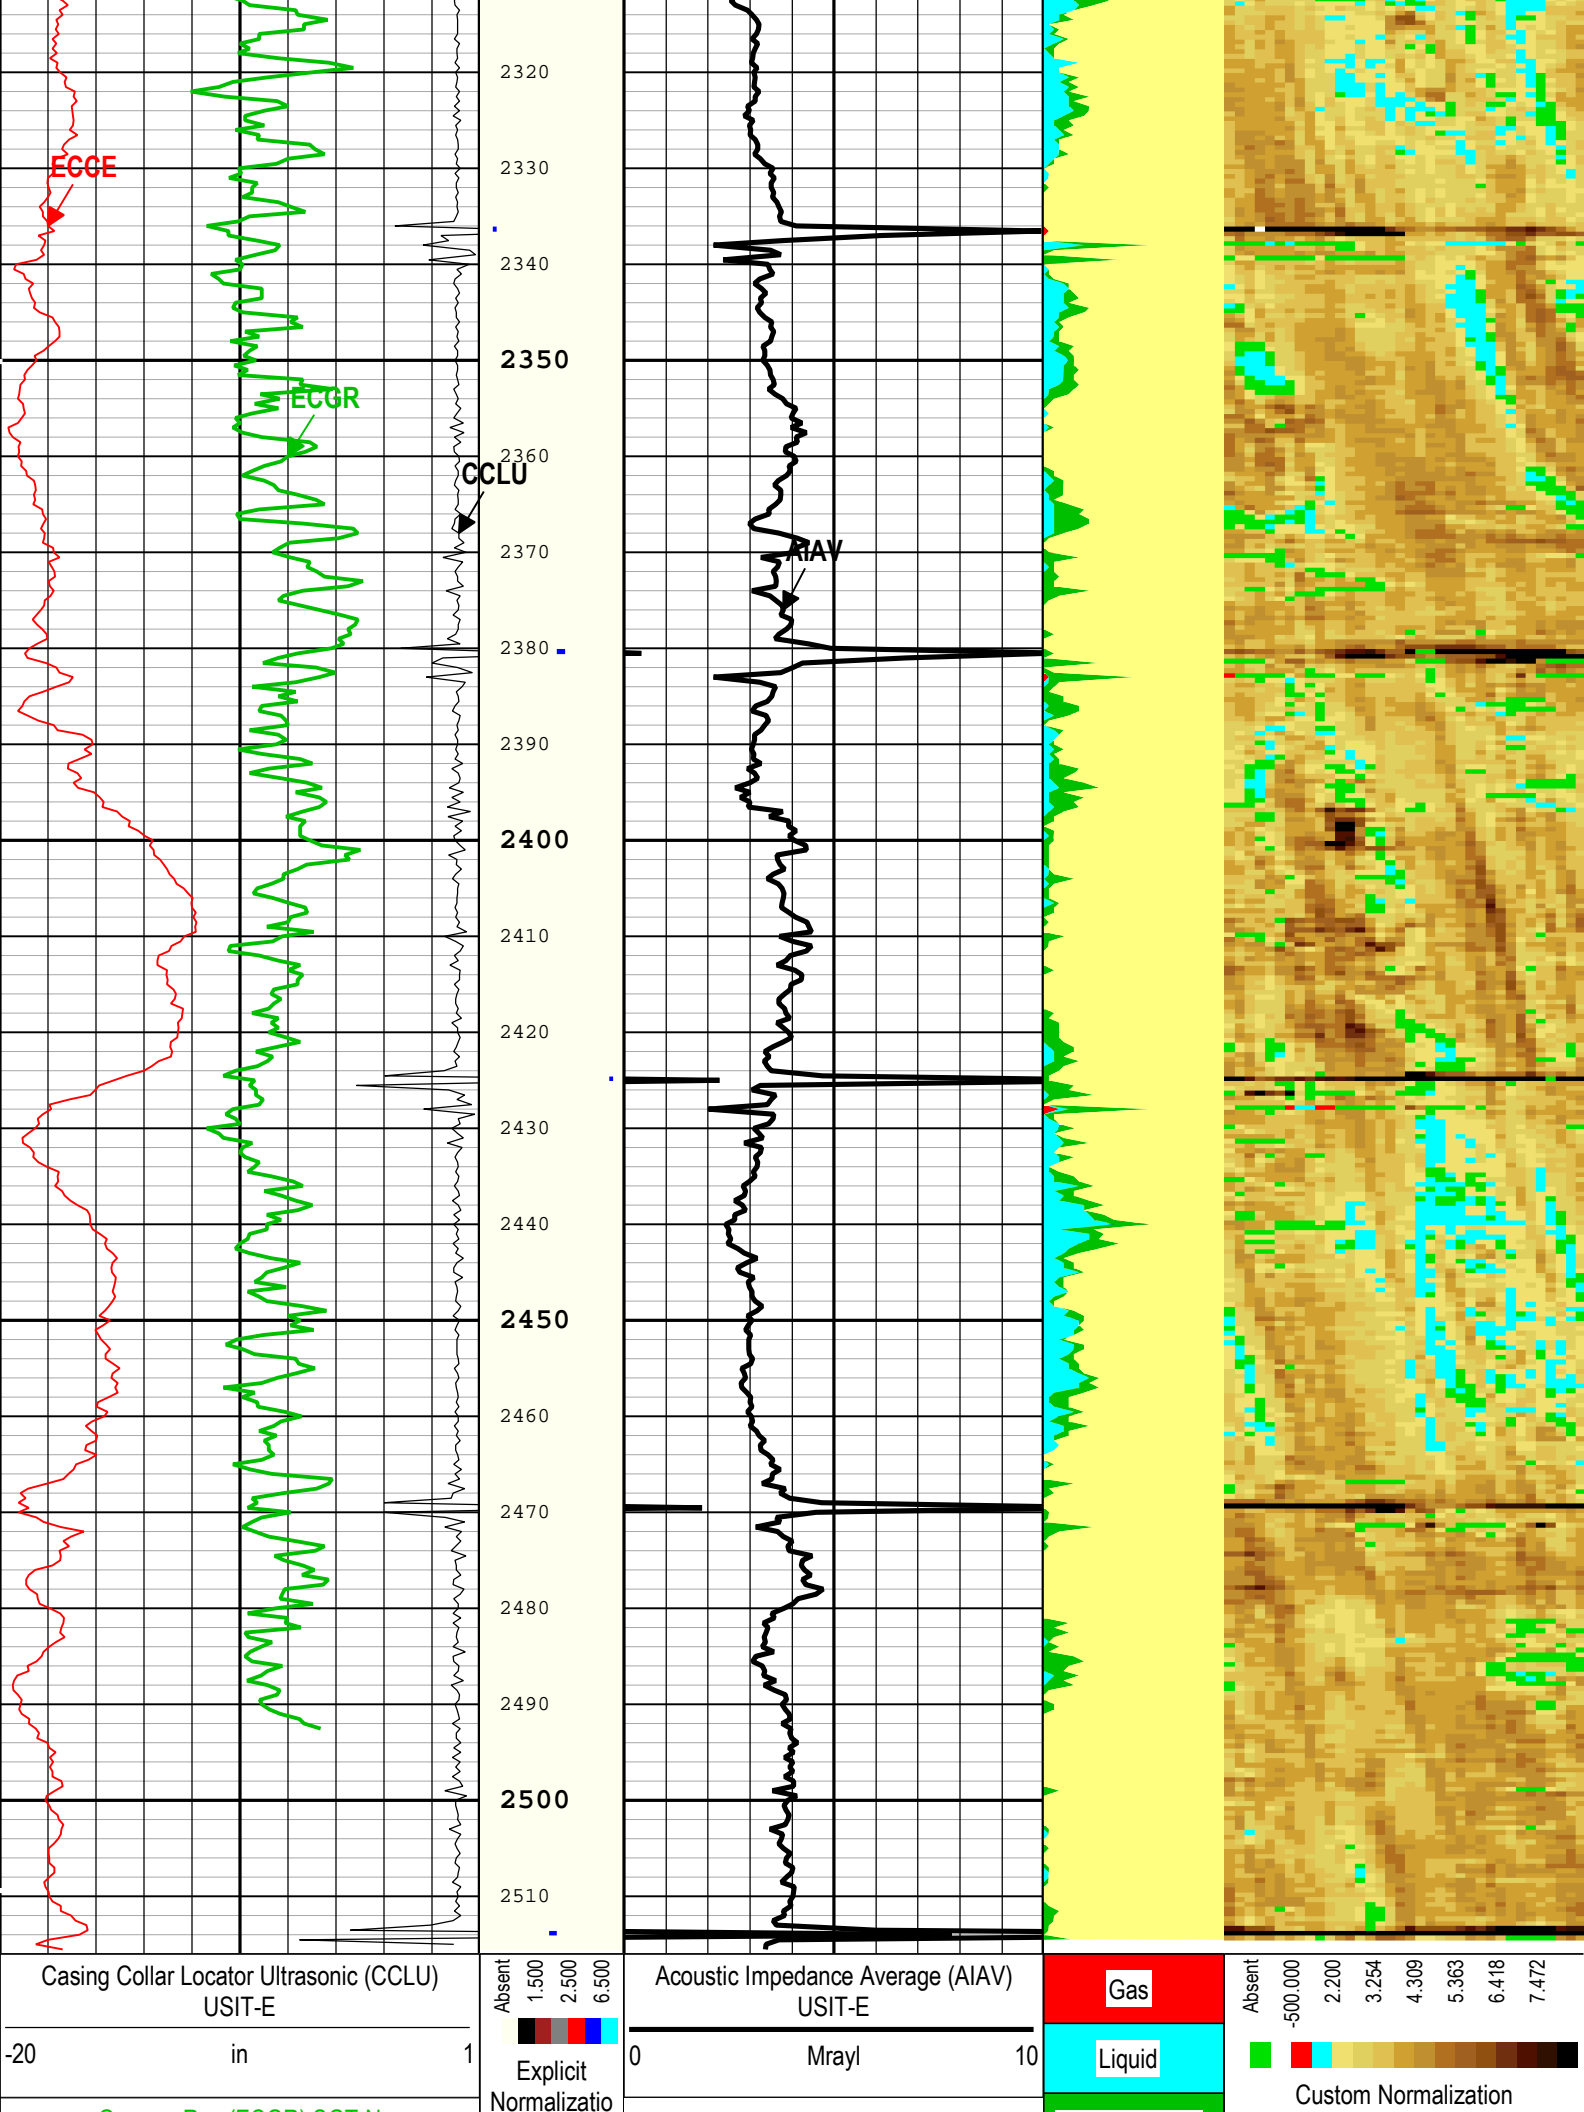 2320
2330
ECCE
2340
2350
ECGR
2360
CCLU
2370
AIAV
2380
2390
2400
2410
2420
2430
2440
2450
2460
2470
2480
2490
2500
2510
Casing Collar Locator Ultrasonic (CCLU)
USIT-E
-20 in 1
Absent
1.500
2.500
6.500
Explicit
Normalizatio
Acoustic Impedance Average (AIAV)
USIT-E
0 Mrayl 10
Gas
Liquid
Absent
-500.000
2.200
3.254
4.309
5.363
6.418
7.472
Custom Normalization